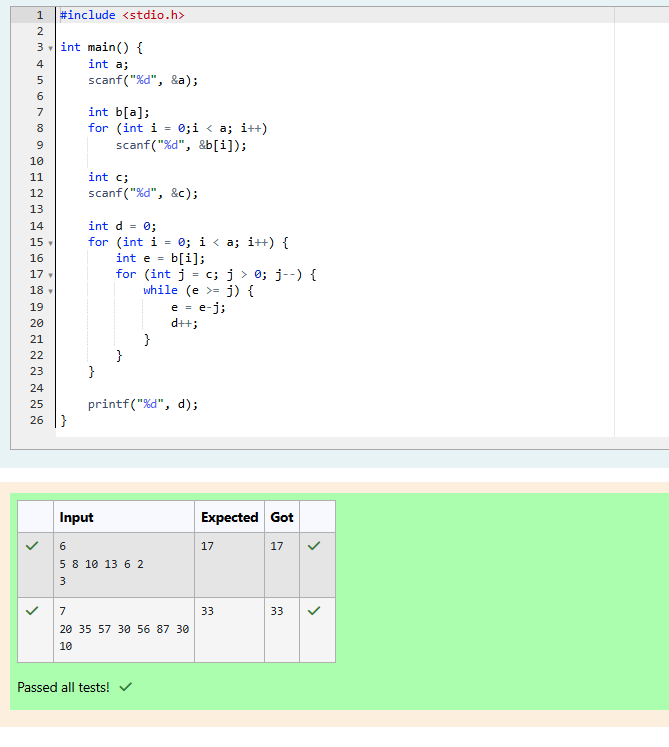 1 #include <stdio.h>
2
3 int main() {
4     int a;
5     scanf("%d", &a);
6
7     int b[a];
8     for (int i = 0;i < a; i++)
9         scanf("%d", &b[i]);
10
11     int c;
12     scanf("%d", &c);
13
14     int d = 0;
15     for (int i = 0; i < a; i++) {
16         int e = b[i];
17         for (int j = c; j > 0; j--) {
18             while (e >= j) {
19                 e = e-j;
20                 d++;
21             }
22         }
23     }
24
25     printf("%d", d);
26 }
Input Expected Got
6 17 17
5 8 10 13 6 2
3
7 33 33
20 35 57 30 56 87 30
10
Passed all tests!